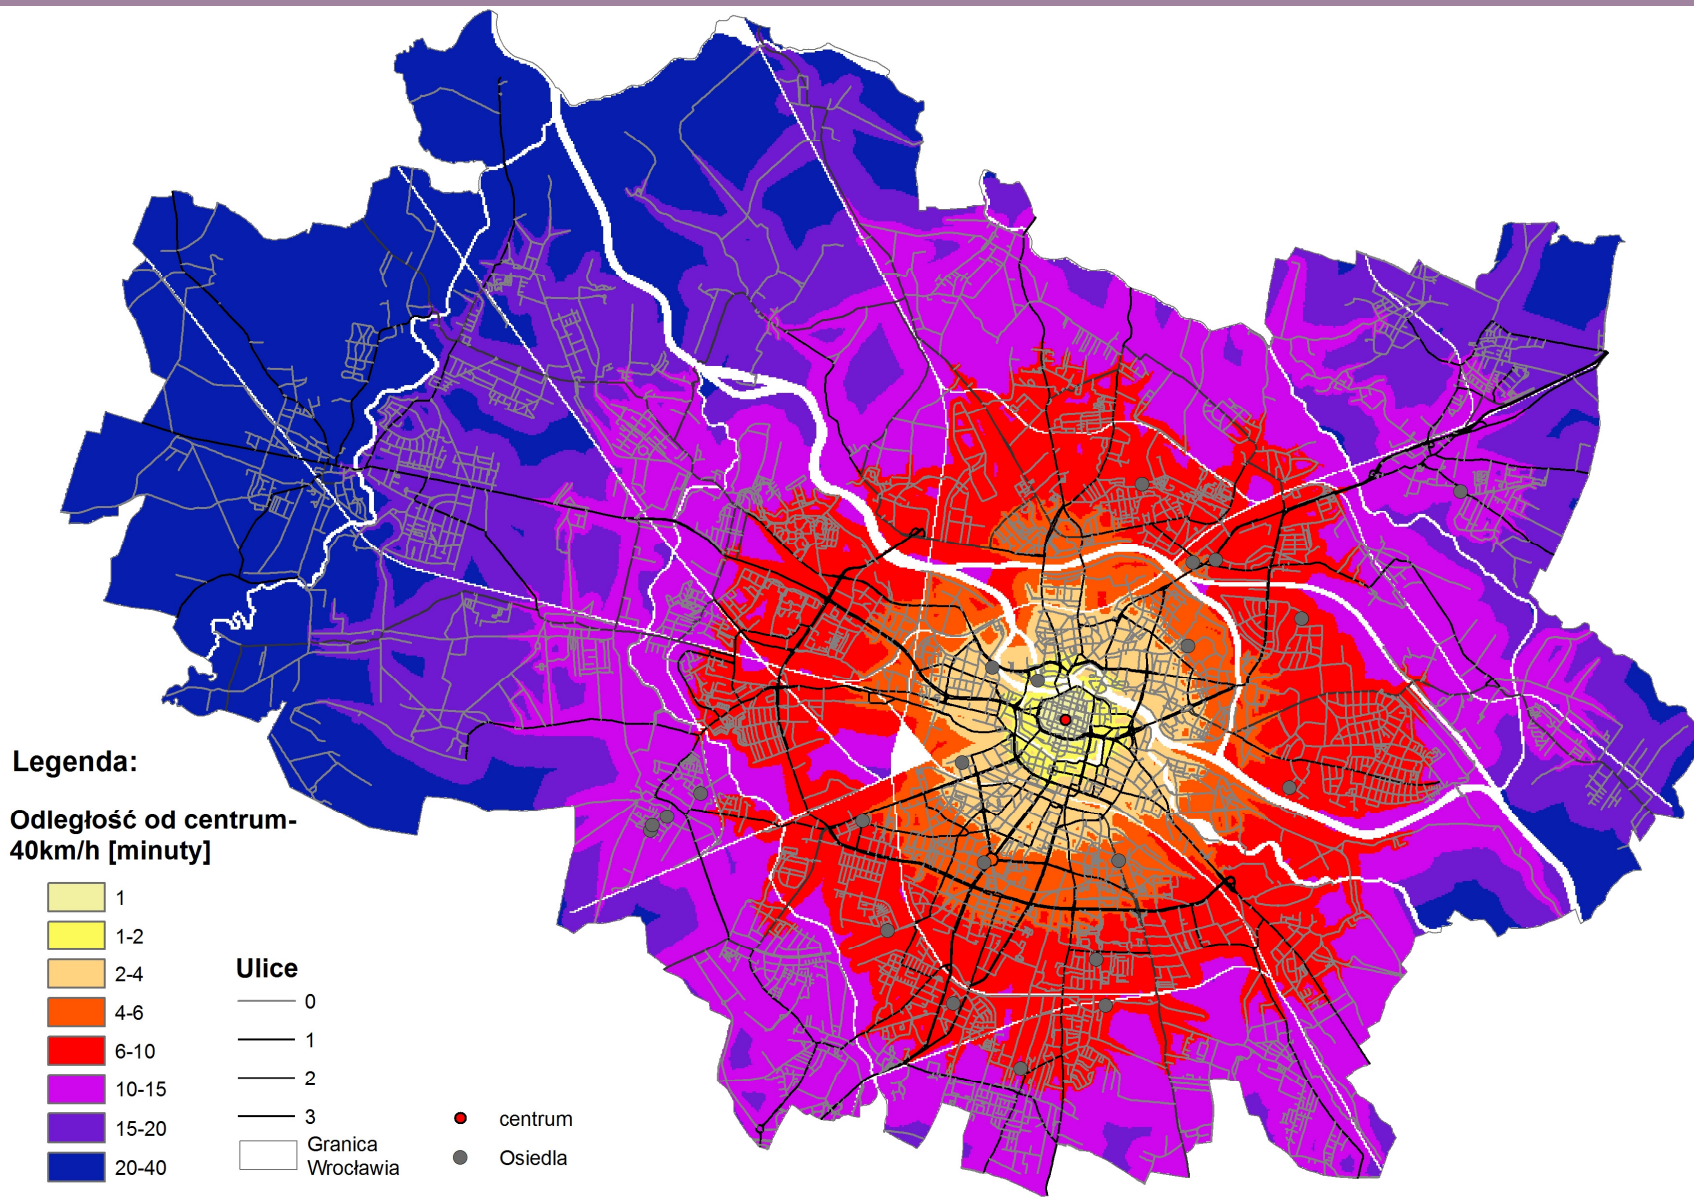 Legenda:
Odległość od centrum-
40km/h [minuty]
1
1-2
2-4
4-6
6-10
10-15
15-20
20-40
Ulice
0
1
2
3
Granica
Wrocławia
centrum
Osiedla